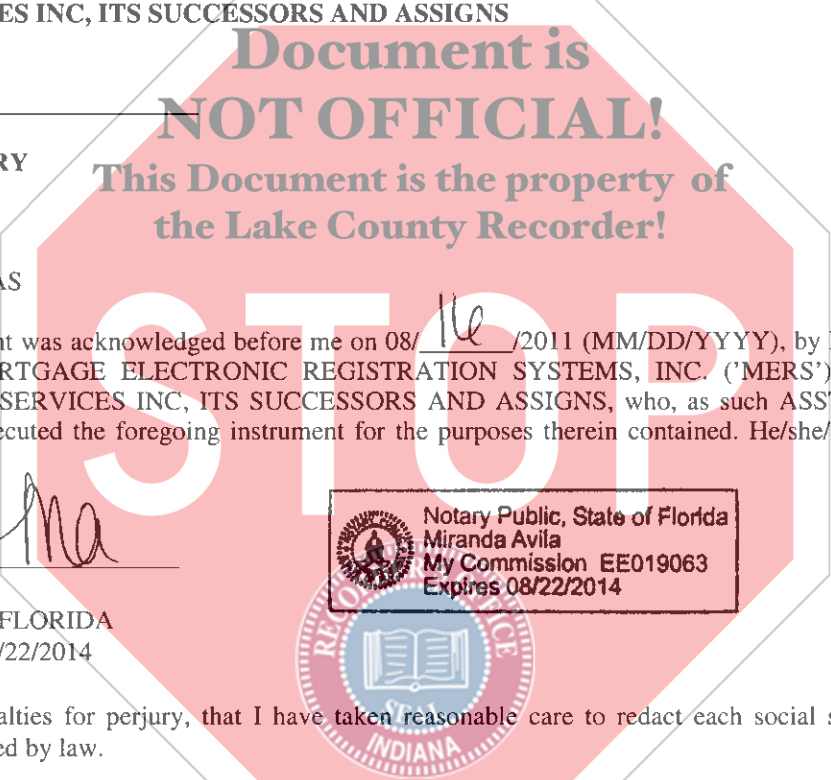 ES INC, ITS SUCCESSORS AND ASSIGNS
Document is
NOT OFFICIAL!
RY
This Document is the property of
the Lake County Recorder!
AS
STOP
nt was acknowledged before me on 08/ 16 /2011 (MM/DD/YYYY), by
RTGAGE ELECTRONIC REGISTRATION SYSTEMS, INC. ('MERS')
SERVICES INC, ITS SUCCESSORS AND ASSIGNS, who, as such ASST
ecuted the foregoing instrument for the purposes therein contained. He/she/
Notary Public, State of Florida
Miranda Avila
My Commission EE019063
Expires 08/22/2014
FLORIDA
/22/2014
SEAL
INDIANA
alties for perjury, that I have taken reasonable care to redact each social s
ed by law.